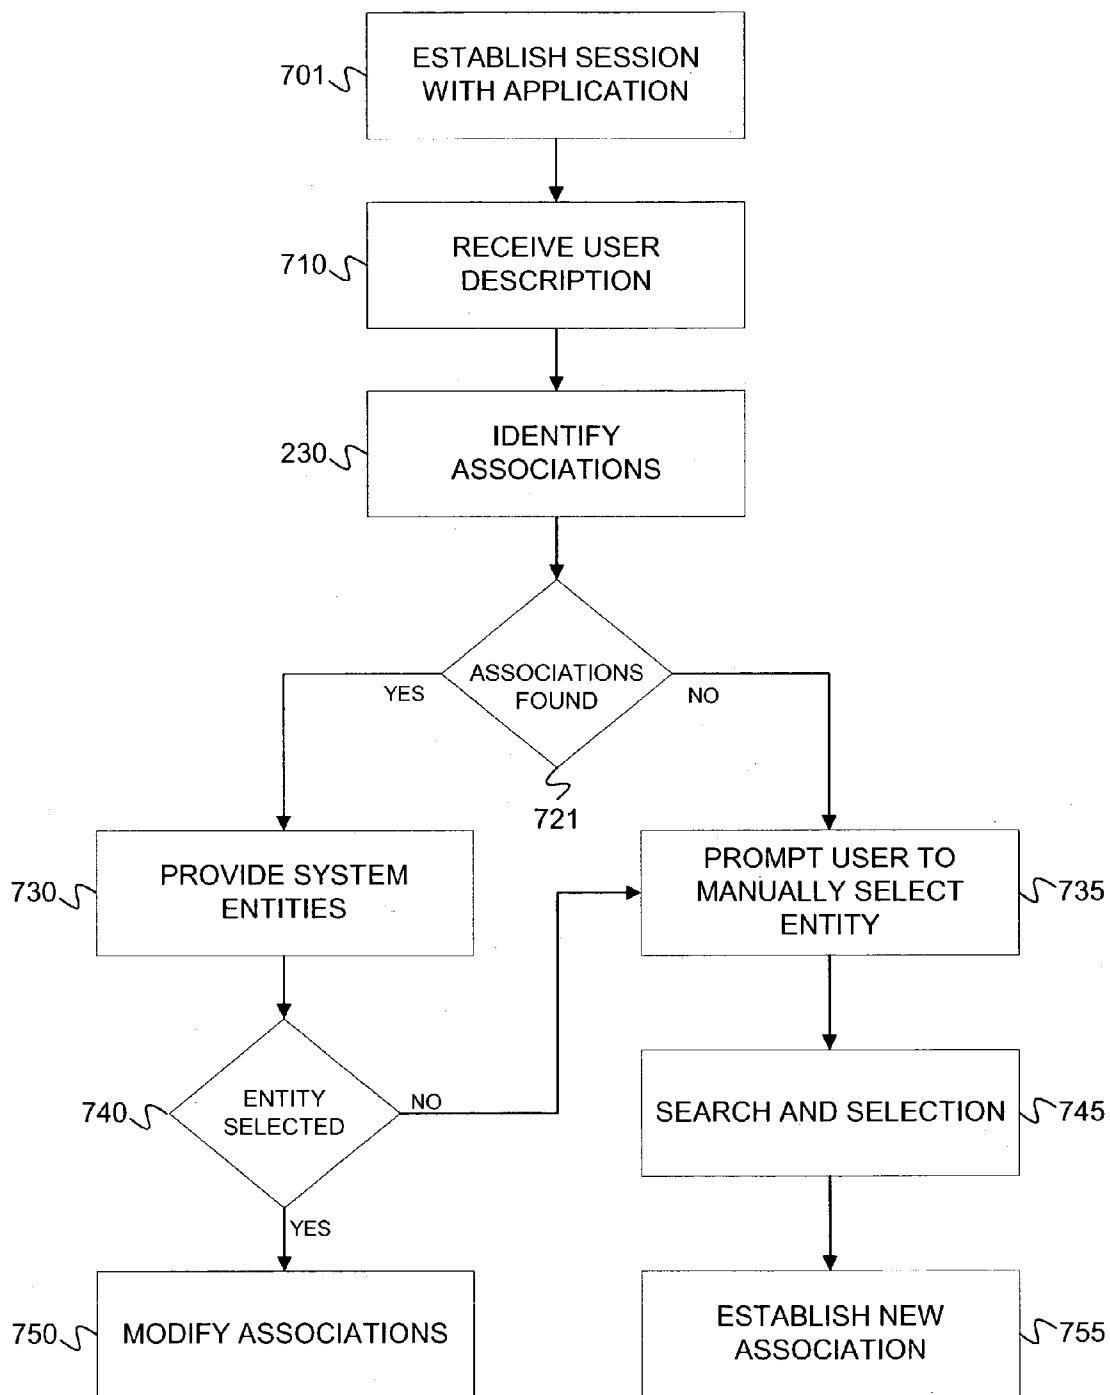 ESTABLISH SESSION
WITH APPLICATION
701
RECEIVE USER
DESCRIPTION
710
IDENTIFY
ASSOCIATIONS
230
ASSOCIATIONS
FOUND
YES
NO
721
PROVIDE SYSTEM
ENTITIES
730
PROMPT USER TO
MANUALLY SELECT
ENTITY
735
ENTITY
SELECTED
740
NO
YES
SEARCH AND SELECTION
745
MODIFY ASSOCIATIONS
750
ESTABLISH NEW
ASSOCIATION
755